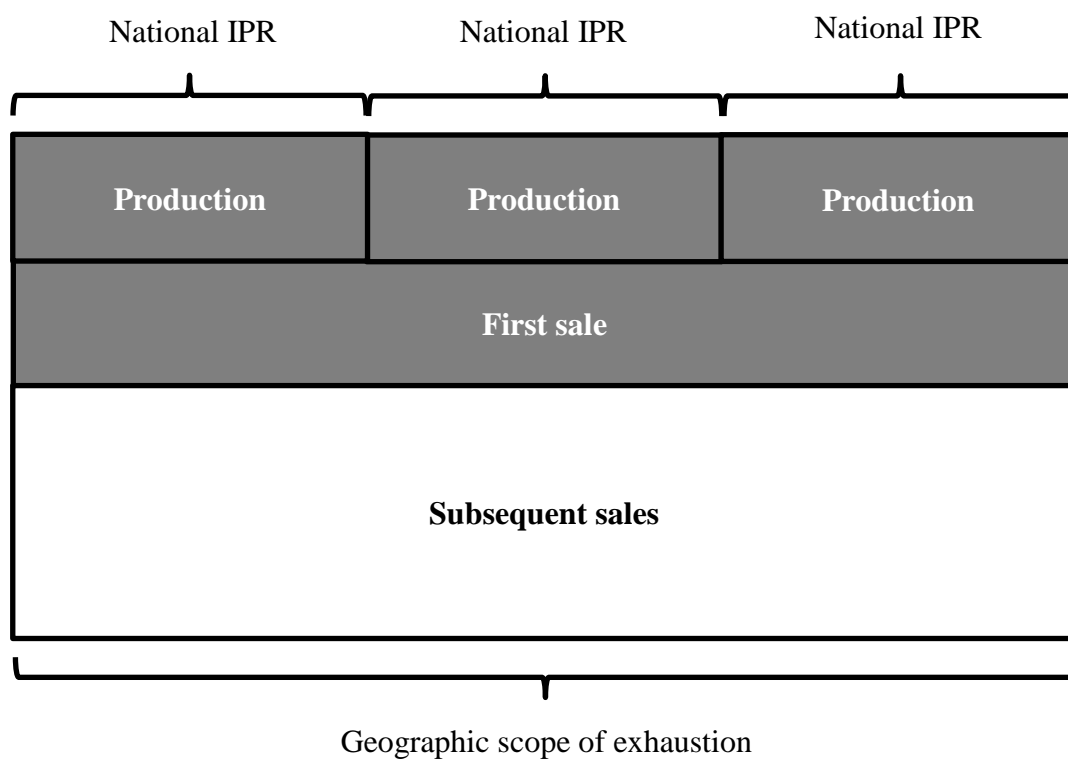 National IPR
National IPR
National IPR
Production
Production
Production
First sale
Subsequent sales
Geographic scope of exhaustion